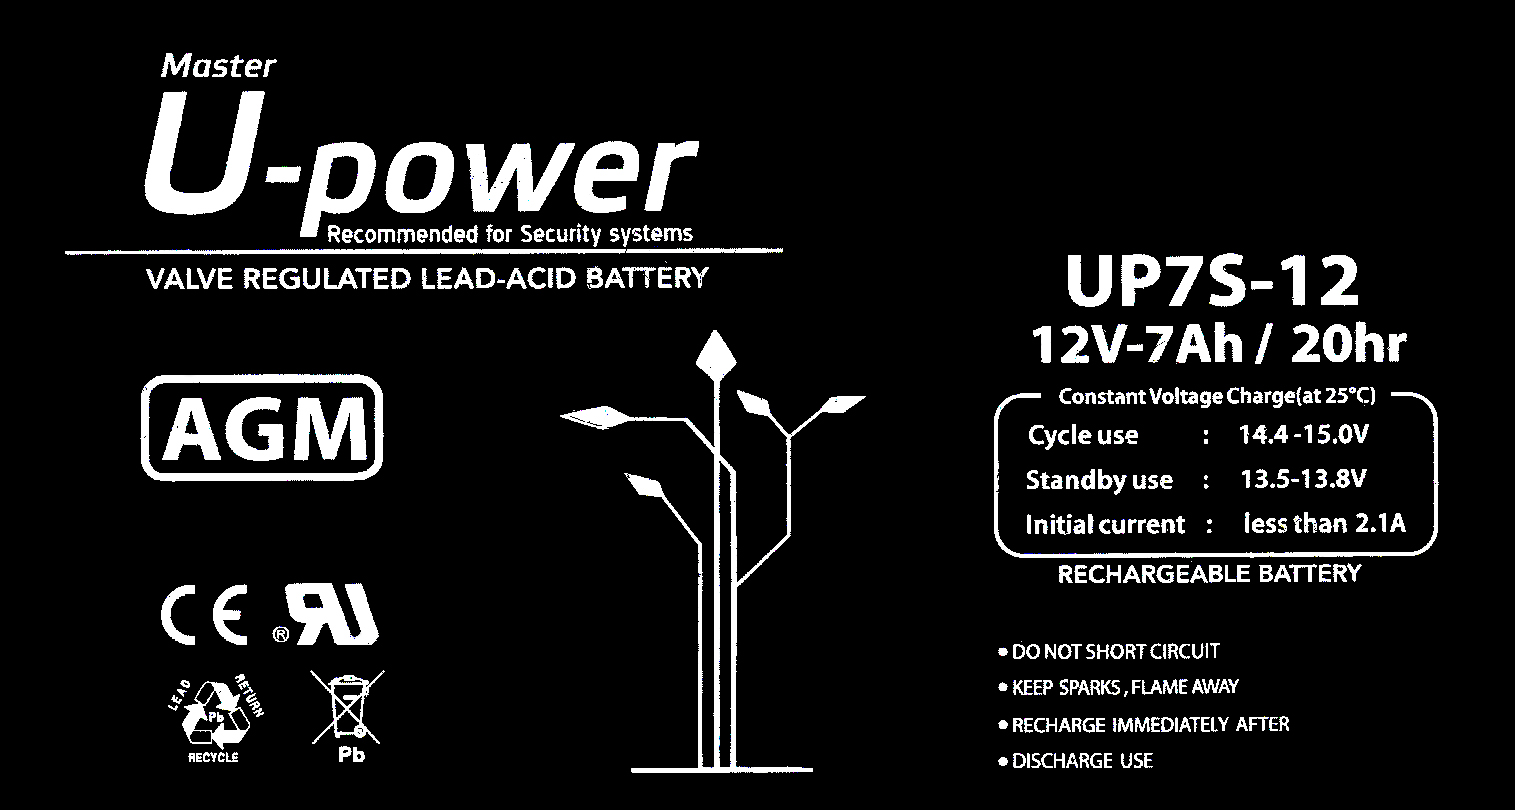 Master
U-power
Recommended for Security systems
VALVE REGULATED LEAD-ACID BATTERY
AGM
CE
®
LEAD
RETURN
Pb
RECYCLE
Pb
UP7S-12
12V-7Ah / 20hr
Constant Voltage Charge(at 25°C)
Cycle use : 14.4 -15.0V
Standby use : 13.5-13.8V
Initial current : less than 2.1A
RECHARGEABLE BATTERY
• DO NOT SHORT CIRCUIT
• KEEP SPARKS , FLAME AWAY
• RECHARGE IMMEDIATELY AFTER
• DISCHARGE USE